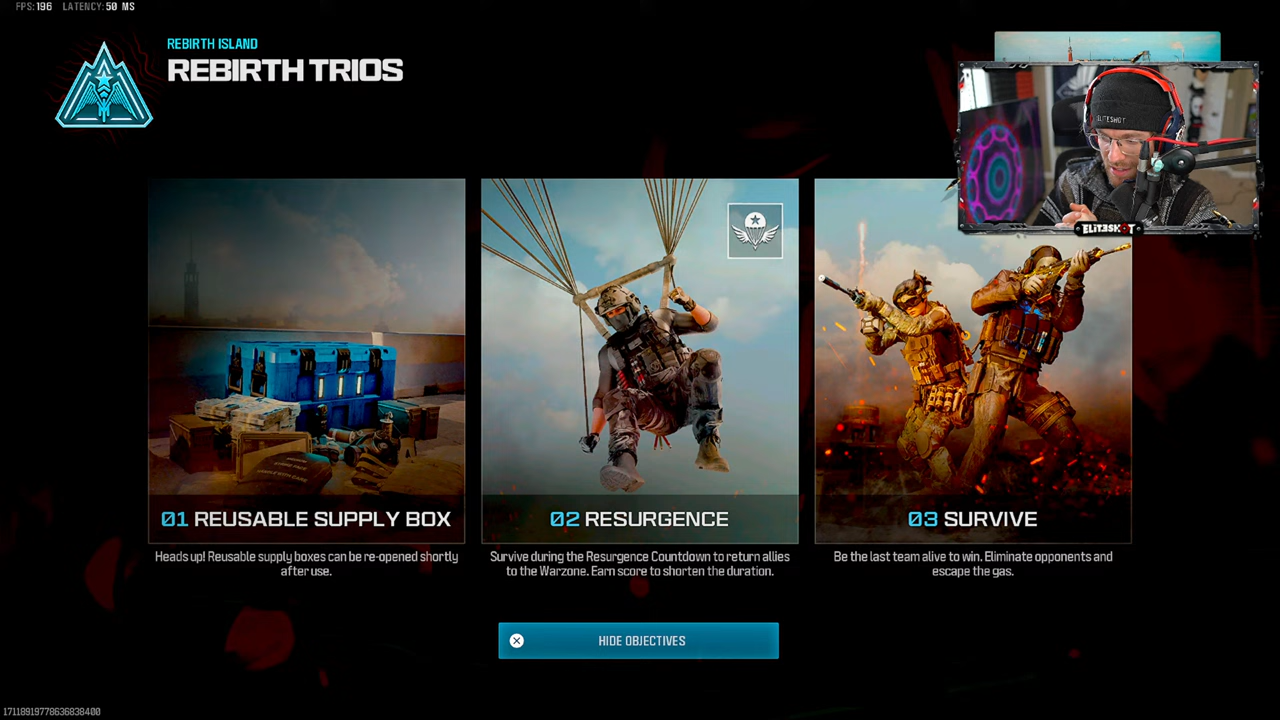 FPS: 196 LATENCY: 50 MS
REBIRTH ISLAND
REBIRTH TRIOS
ELITESHOT
ELITESHOT
01 REUSABLE SUPPLY BOX
02 RESURGENCE
03 SURVIVE
Heads up! Reusable supply boxes can be re-opened shortly
after use.
Survive during the Resurgence Countdown to return allies
to the Warzone. Earn score to shorten the duration.
Be the last team alive to win. Eliminate opponents and
escape the gas.
HIDE OBJECTIVES
17118919778636838400